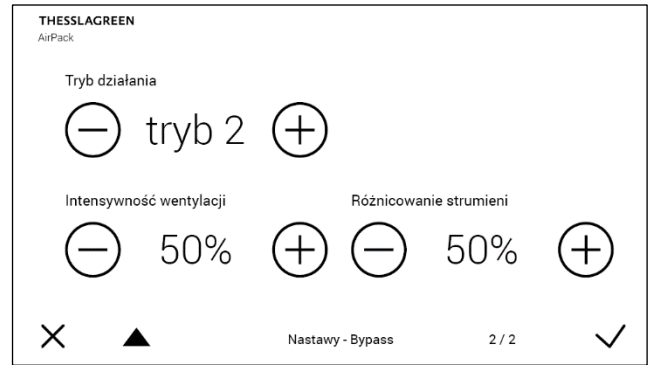 THESSLAGREEN
AirPack
Tryb działania
tryb 2
Intensywność wentylacji
Różnicowanie strumieni
50%
50%
Nastawy - Bypass
2 / 2